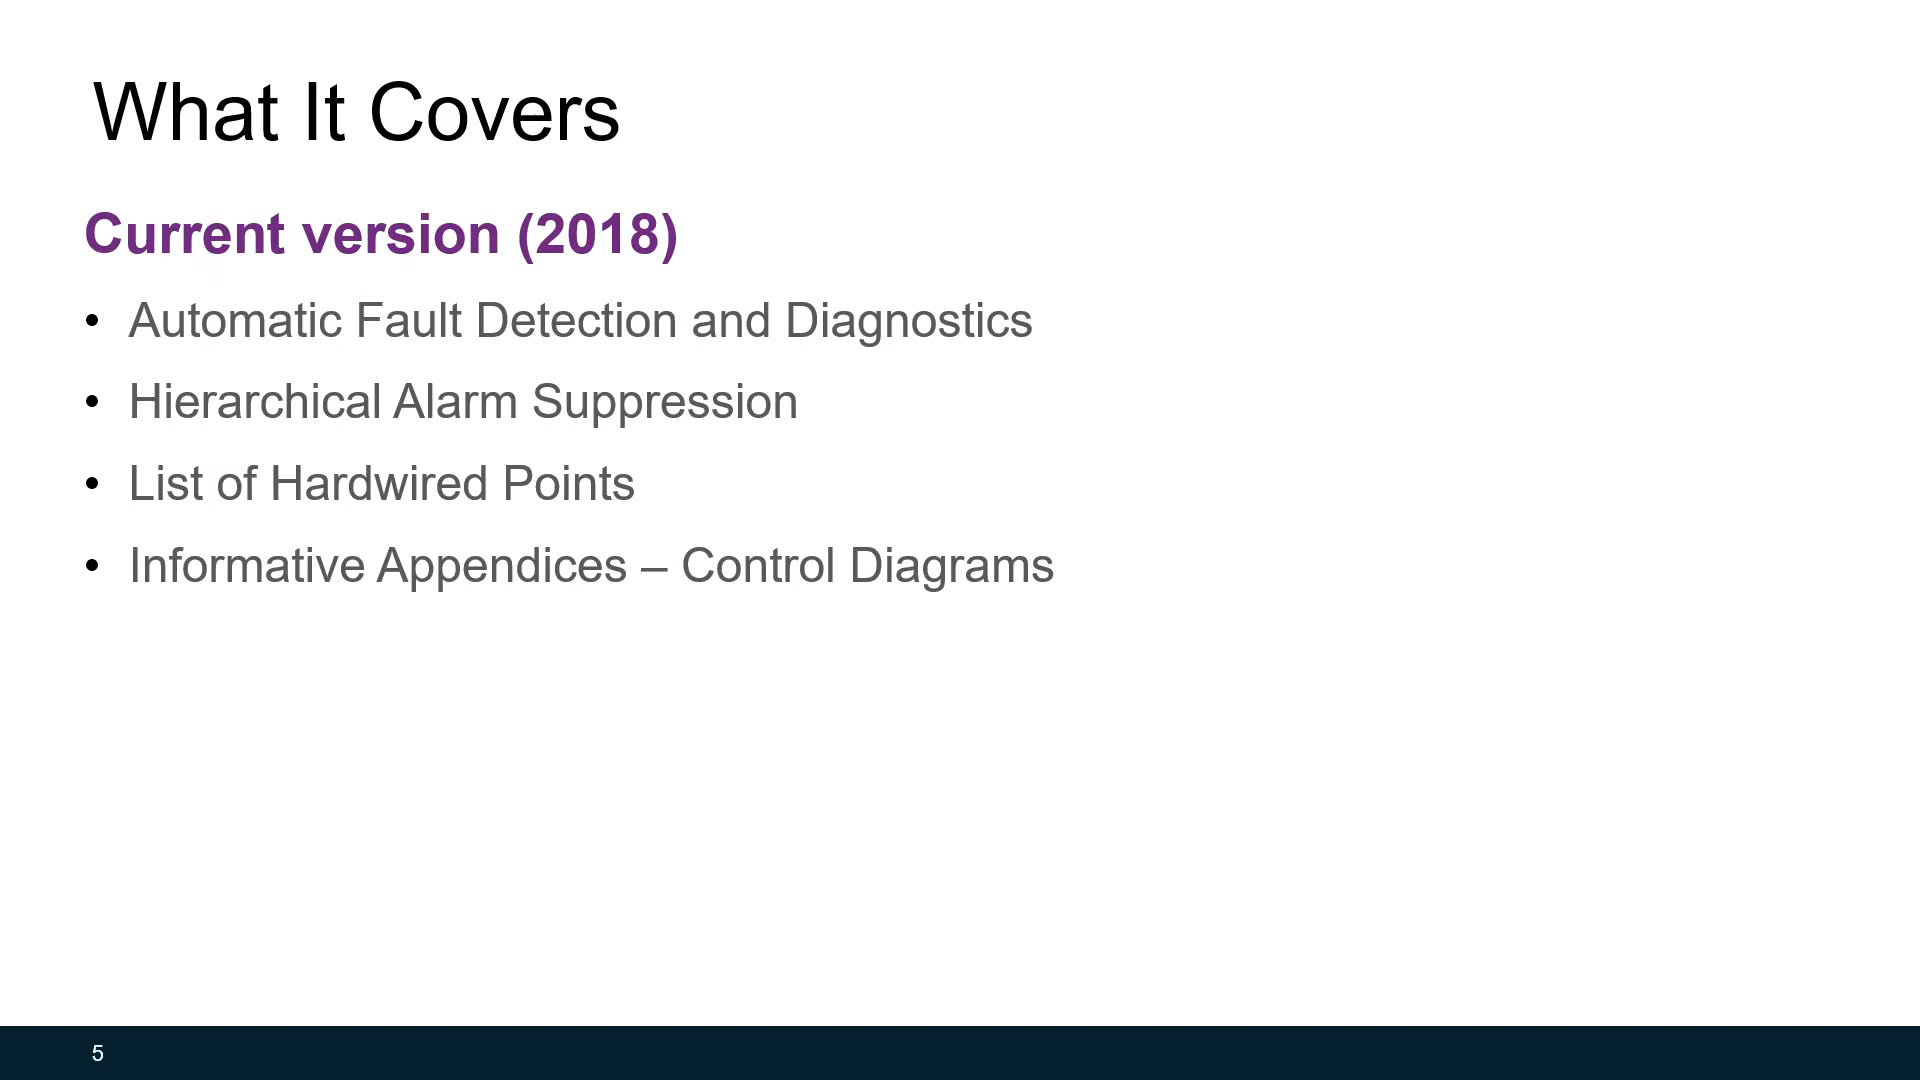 What It Covers
Current version (2018)
• Automatic Fault Detection and Diagnostics
• Hierarchical Alarm Suppression
• List of Hardwired Points
• Informative Appendices – Control Diagrams
5